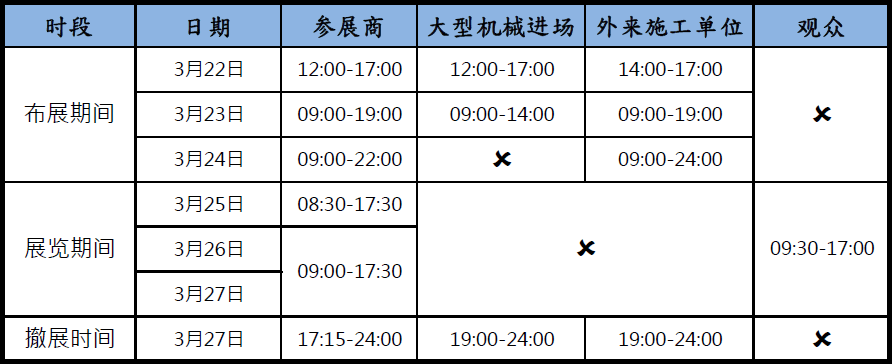 时段 日期 参展商 大型机械进场 外来施工单位 观众
布展期间 3月22日 12:00-17:00 12:00-17:00 14:00-17:00 ✘
3月23日 09:00-19:00 09:00-14:00 09:00-19:00
3月24日 09:00-22:00 ✘ 09:00-24:00
展览期间 3月25日 08:30-17:30 ✘ 09:30-17:00
3月26日 09:00-17:30
3月27日
撤展时间 3月27日 17:15-24:00 19:00-24:00 19:00-24:00 ✘